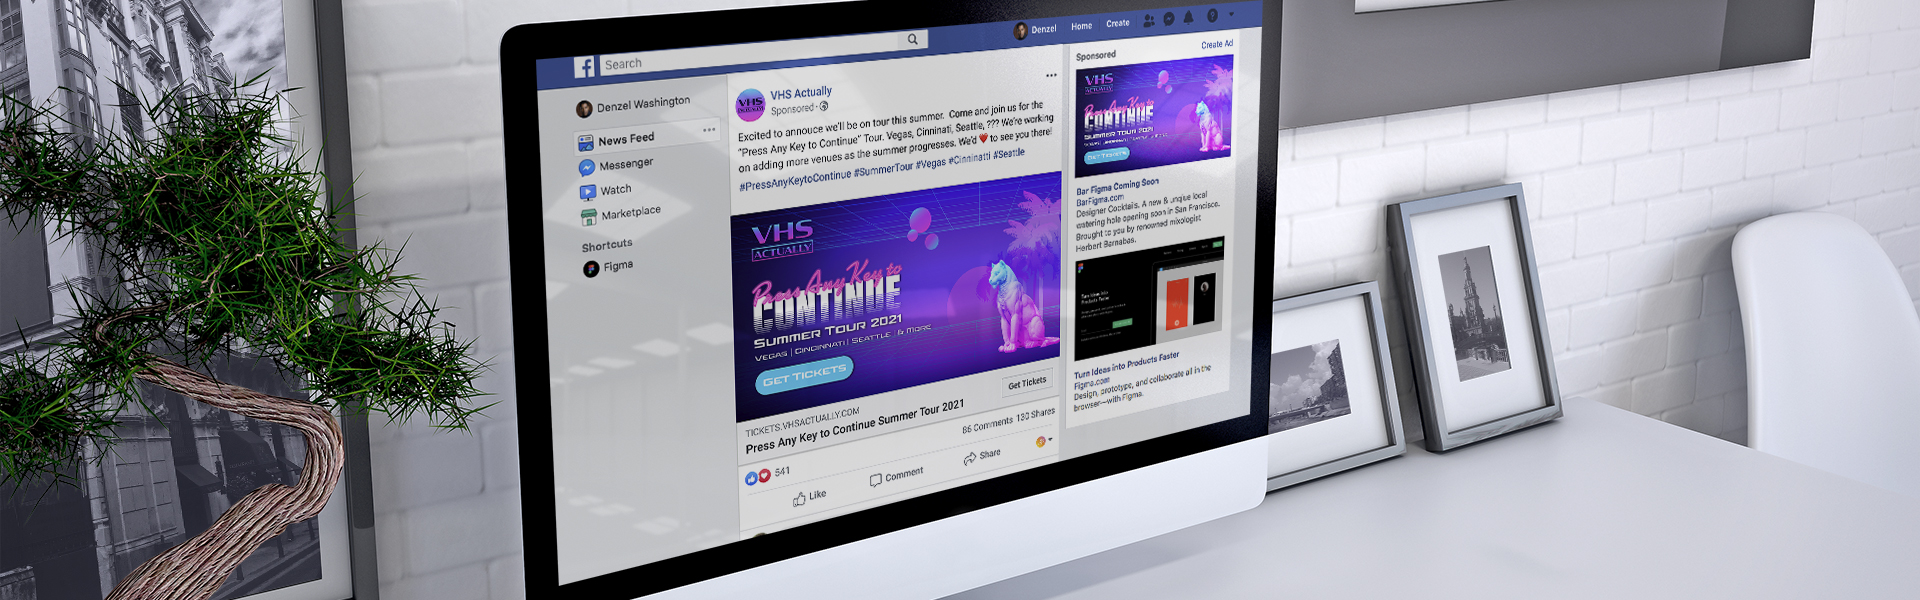 Search
Denzel
Home
Create
Denzel Washington
News Feed
Messenger
Watch
Marketplace
Shortcuts
Figma
VHS Actually
Sponsored
Excited to annouce we'll be on tour this summer. Come and join us for the
"Press Any Key to Continue" Tour. Vegas, Cinninati, Seattle, ??? We're working
on adding more venues as the summer progresses. We'd ❤ to see you there!
#PressAnyKeytoContinue #SummerTour #Vegas #Cinninatti #Seattle
VHS
ACTUALLY
Press Any Key to
CONTINUE
SUMMER TOUR 2021
VEGAS | CINCINNATI | SEATTLE | & MORE
GET TICKETS
TICKETS.VHSACTUALLY.COM
Press Any Key to Continue Summer Tour 2021
Get Tickets
541
86 Comments 130 Shares
Like
Comment
Share
Sponsored
Create Ad
VHS
ACTUALLY
Press Any Key to
CONTINUE
SUMMER TOUR 2021
GET TICKETS
Bar Figma Coming Soon
BarFigma.com
Designer Cocktails. A new & unqiue local
watering hole opening soon in San Francisco.
Brought to you by renowned mixologist
Herbert Barnabas.
Turn Ideas into
Products Faster
Turn Ideas into Products Faster
Figma.com
Design, prototype, and collaborate all in the
browser—with Figma.